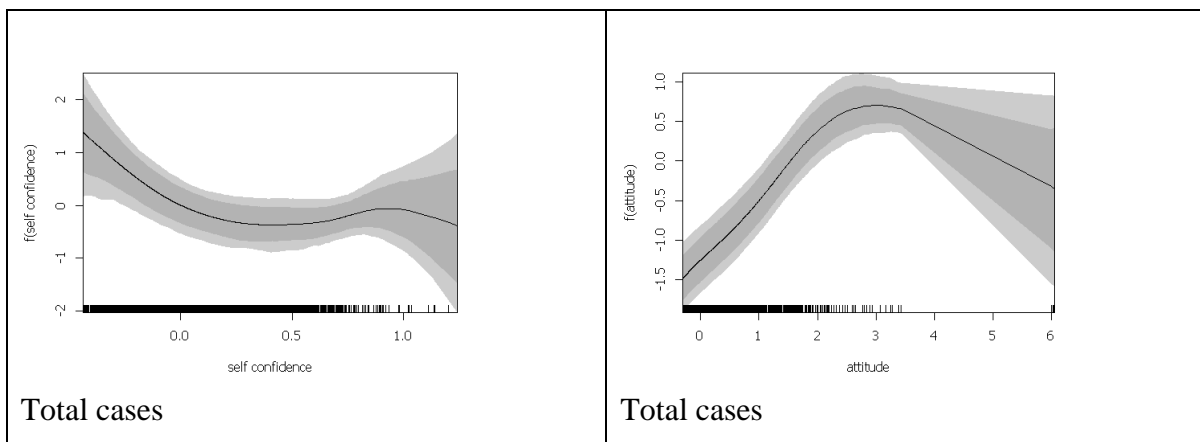 2
1
0
-1
-2
f(self confidence)
0.0 0.5 1.0
self confidence
Total cases
1.0
0.5
0.0
-0.5
-1.0
-1.5
f(attitude)
0 1 2 3 4 5 6
attitude
Total cases